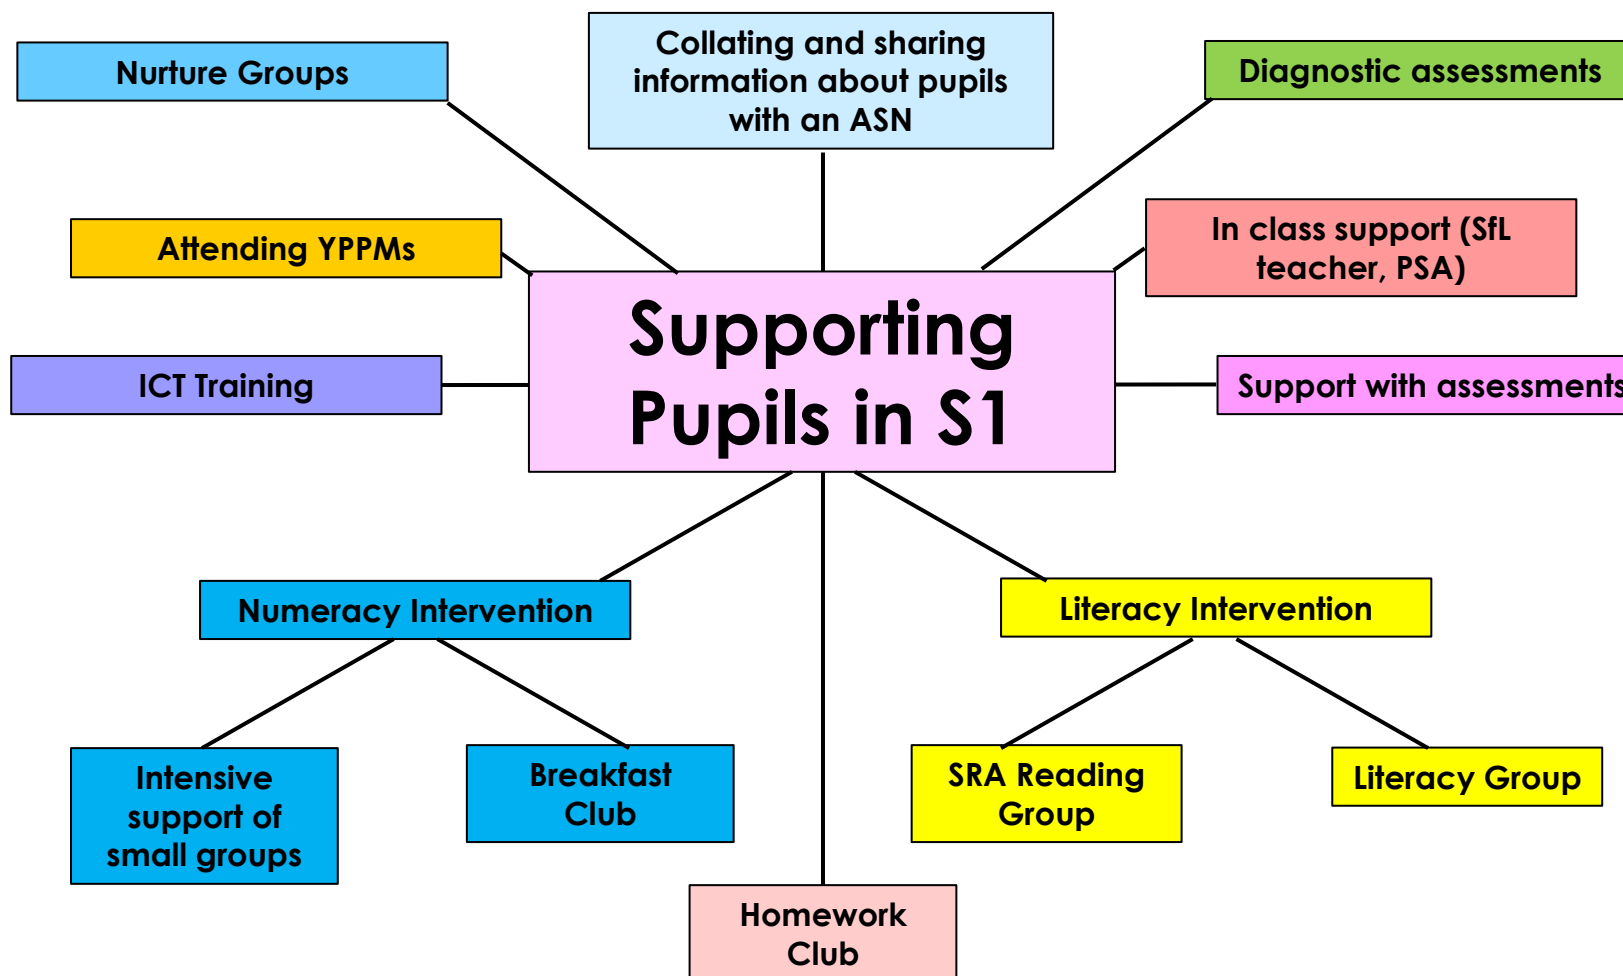 Nurture Groups
Collating and sharing
information about pupils
with an ASN
Diagnostic assessments
Attending YPPMs
In class support (SfL
teacher, PSA)
Supporting
Pupils in S1
ICT Training
Support with assessments
Numeracy Intervention
Literacy Intervention
Intensive
support of
small groups
Breakfast
Club
SRA Reading
Group
Literacy Group
Homework
Club